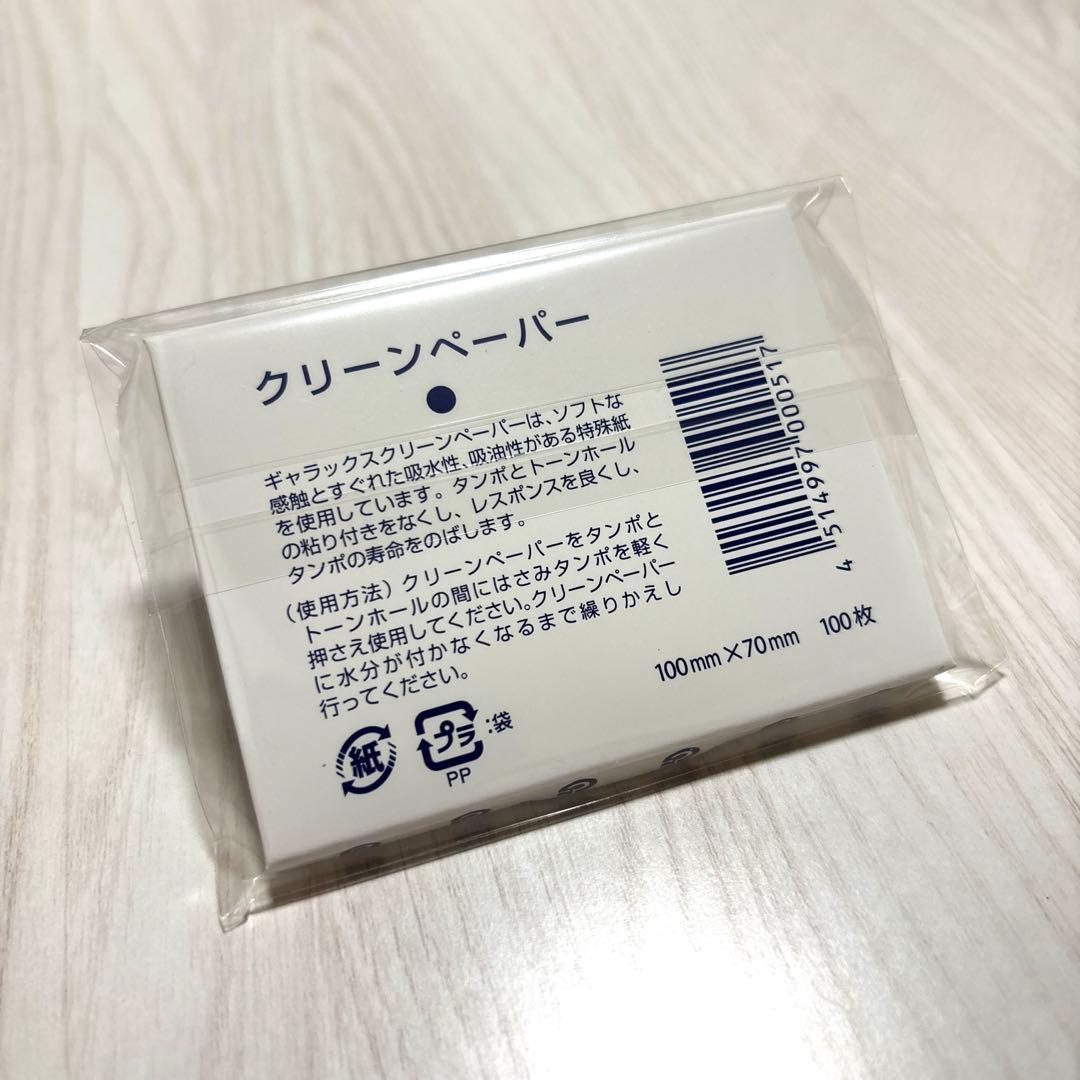 クリーンペーパー
ギャラックスクリーンペーパーは、ソフトな
感触とすぐれた吸水性、吸油性がある特殊紙
を使用しています。タンポとトーンホール
の粘り付きをなくし、レスポンスを良くし、
タンポの寿命をのばします。
（使用方法）クリーンペーパーをタンポと
トーンホールの間にはさみタンポを軽く
押さえ使用してください。クリーンペーパー
に水分が付かなくなるまで繰りかえし
行ってください。
紙
プラ
:袋
PP
4 514997 000517
100mm×70mm 100枚